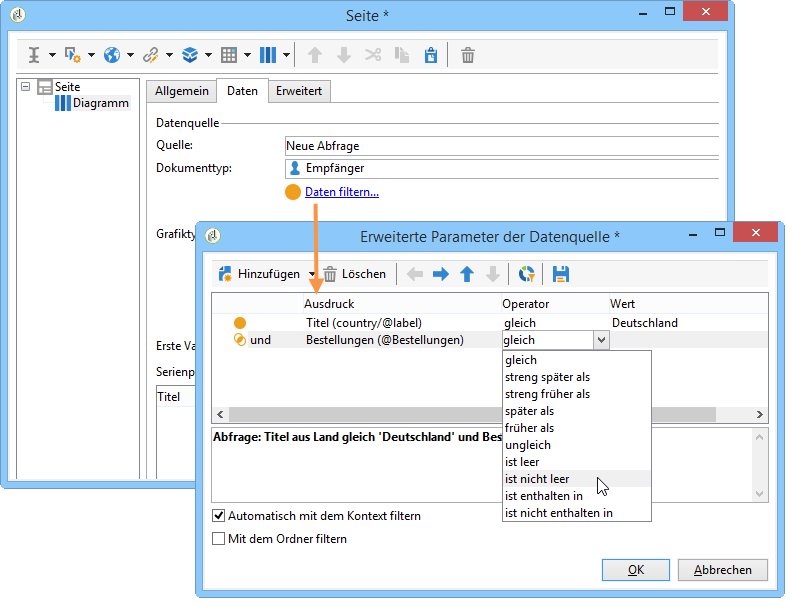 Seite *
Seite
Diagramm
Allgemein Daten Erweitert
Datenquelle
Quelle: Neue Abfrage
Dokumenttyp: Empfänger
Daten filtern...
Grafikty
Erste Va
Serienp
Titel
Erweiterte Parameter der Datenquelle *
Hinzufügen Löschen
Ausdruck Operator Wert
Titel (country/@label) gleich Deutschland
und Bestellungen (@Bestellungen) gleich
gleich
streng später als
streng früher als
später als
früher als
ungleich
ist leer
ist nicht leer
ist enthalten in
ist nicht enthalten in
Abfrage: Titel aus Land gleich 'Deutschland' und Bes
Automatisch mit dem Kontext filtern
Mit dem Ordner filtern
OK Abbrechen